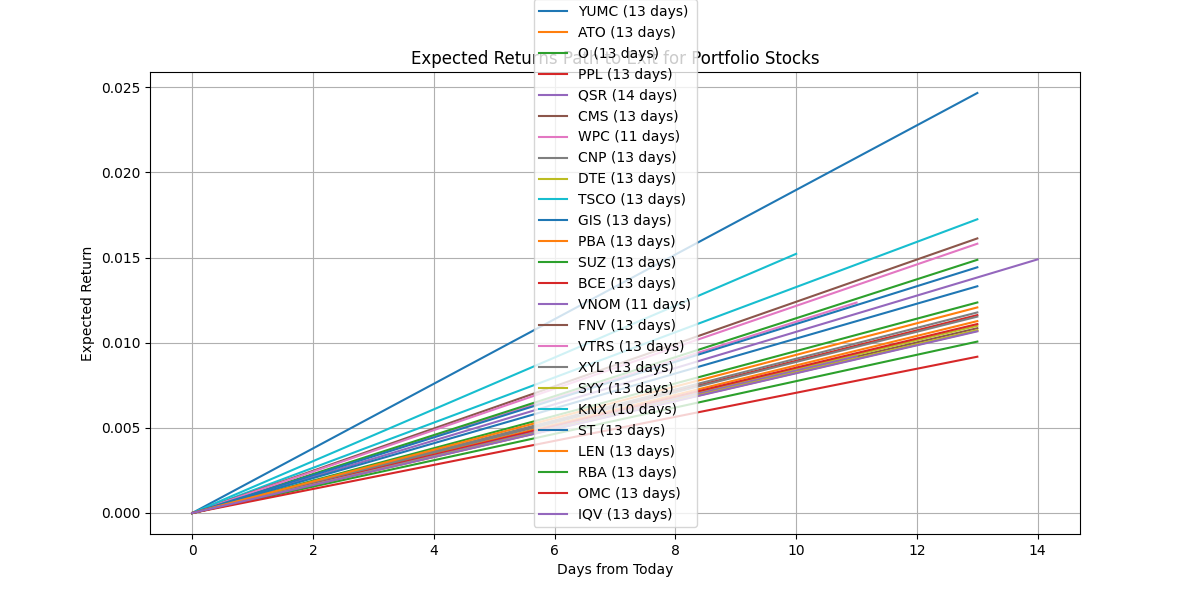 YUMC (13 days)
ATO (13 days)
O (13 days)
Expected Returns Path to Exit for Portfolio Stocks
PPL (13 days)
QSR (14 days)
CMS (13 days)
WPC (11 days)
CNP (13 days)
DTE (13 days)
TSCO (13 days)
GIS (13 days)
PBA (13 days)
SUZ (13 days)
BCE (13 days)
VNOM (11 days)
FNV (13 days)
VTRS (13 days)
XYL (13 days)
SYY (13 days)
KNX (10 days)
ST (13 days)
LEN (13 days)
RBA (13 days)
OMC (13 days)
IQV (13 days)
0.025
0.020
0.015
0.010
0.005
0.000
Expected Return
0 2 4 6 8 10 12 14
Days from Today